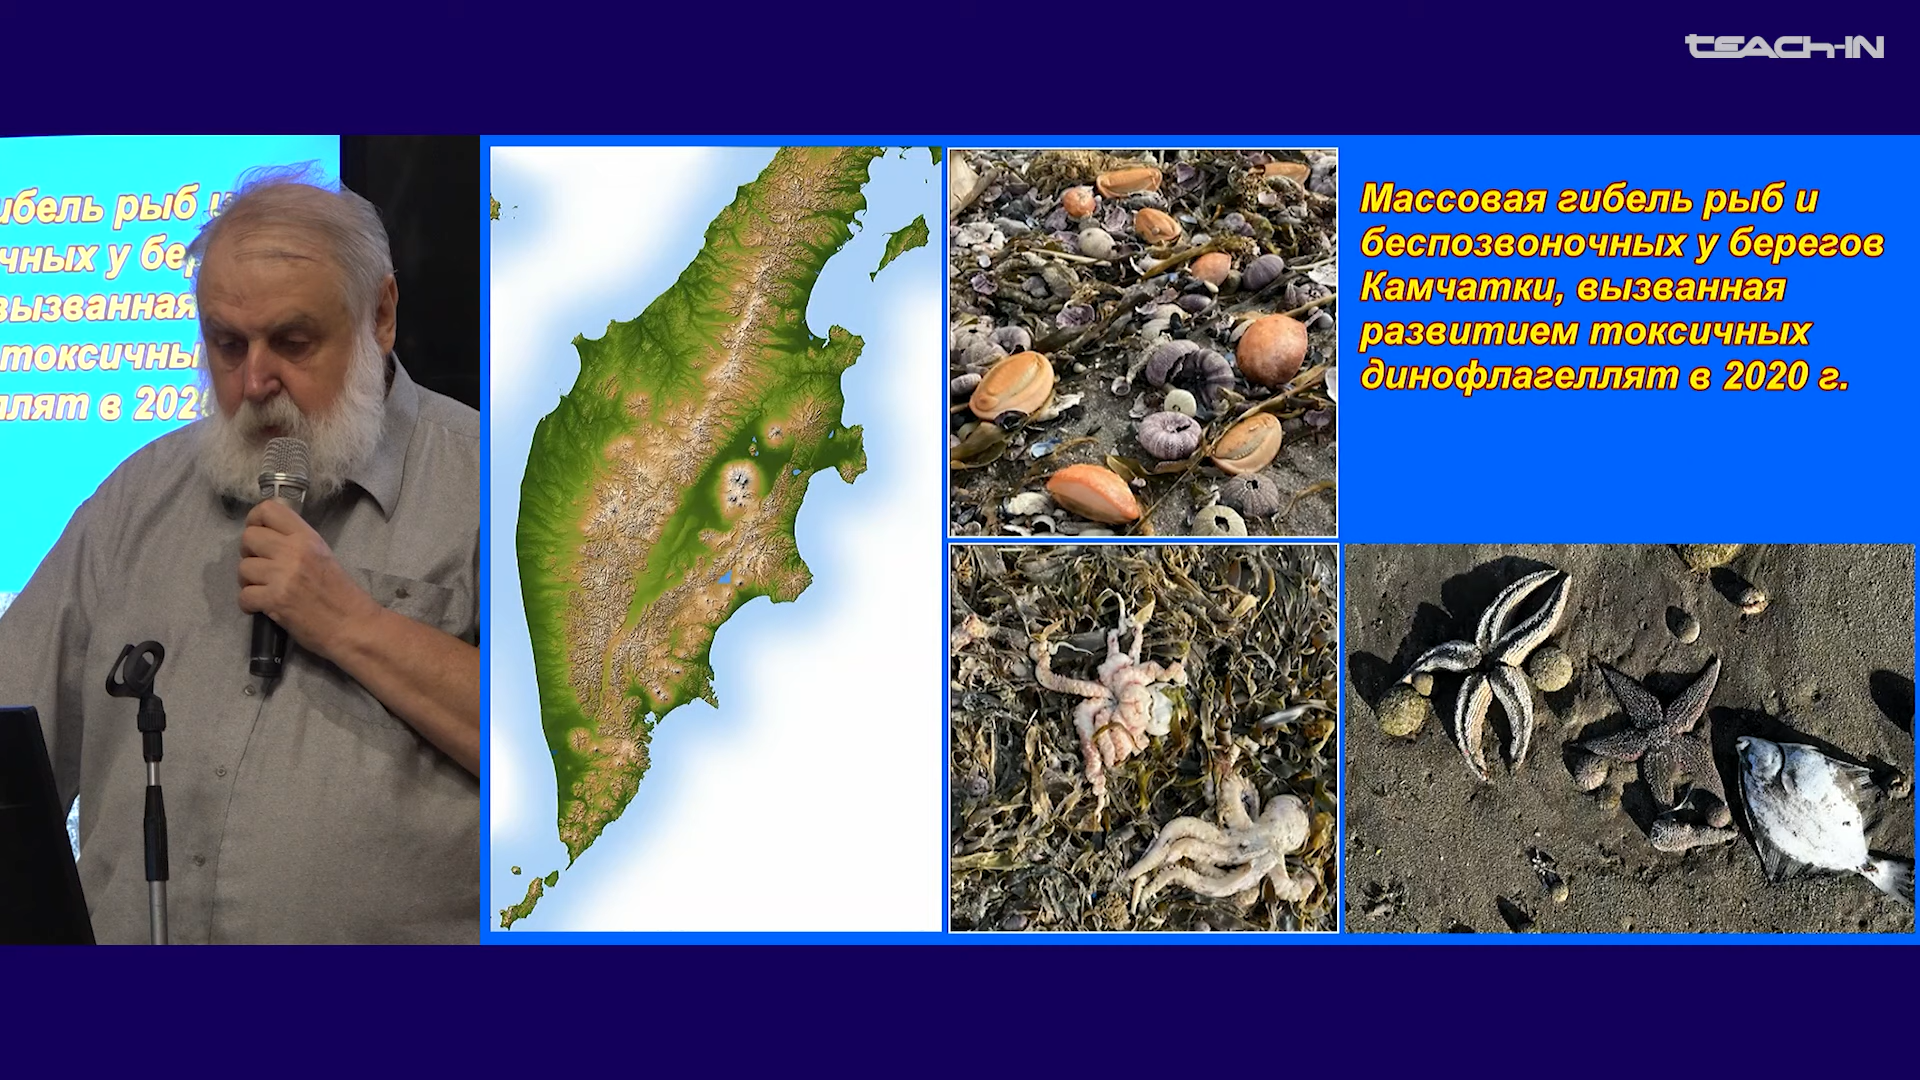 teach-in
Массовая гибель рыб и
беспозвоночных у берегов
Камчатки, вызванная
развитием токсичных
динофлагеллят в 2020 г.
ибель рыб и
чных у бер
вызванная
токсичны
ллят в 202